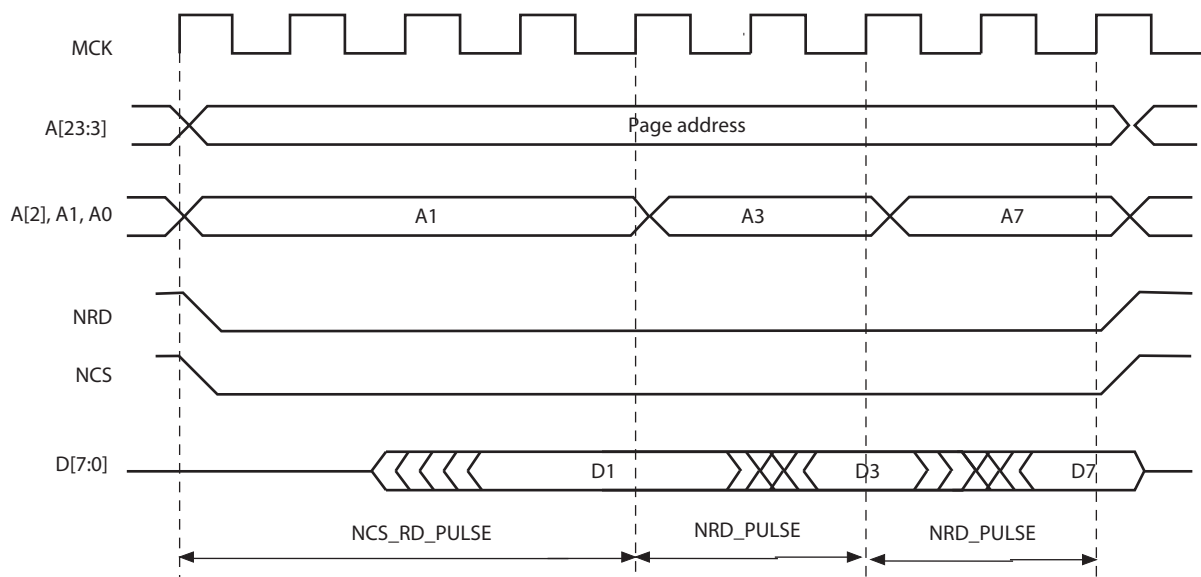 MCK
A[23:3]
Page address
A[2], A1, A0
A1
A3
A7
NRD
NCS
D[7:0]
D1
D3
D7
NCS_RD_PULSE
NRD_PULSE
NRD_PULSE